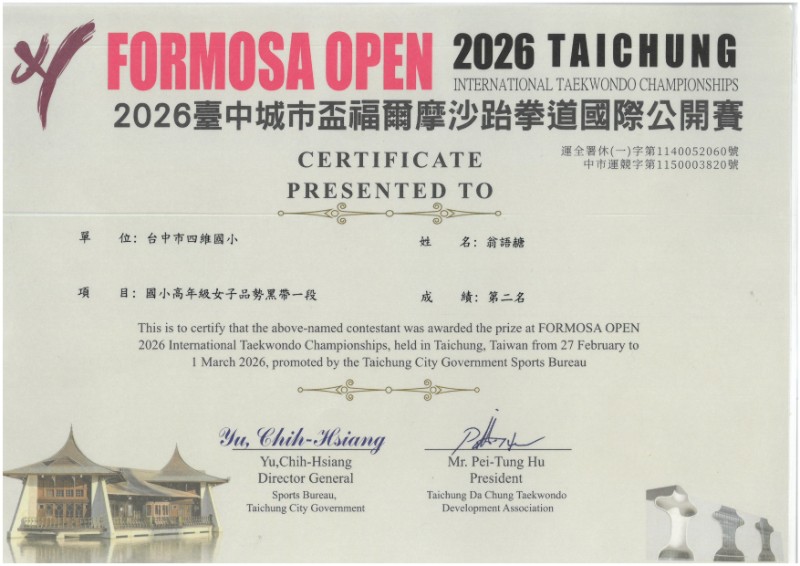 FORMOSA OPEN 2026 TAICHUNG
INTERNATIONAL TAEKWONDO CHAMPIONSHIPS
2026臺中城市盃福爾摩沙跆拳道國際公開賽
運全署休(一)字第1140052060號
中市運競字第1150003820號
CERTIFICATE
PRESENTED TO
單 位: 台中市四維國小
姓 名: 翁語
項 目: 國小高年級女子品勢黑帶一段
成 績: 第二名
This is to certify that the above-named contestant was awarded the prize at FORMOSA OPEN
2026 International Taekwondo Championships, held in Taichung, Taiwan from 27 February to
1 March 2026, promoted by the Taichung City Government Sports Bureau
Yu, Chih-Hsiang
Yu,Chih-Hsiang
Director General
Sports Bureau,
Taichung City Government
Mr. Pei-Tung Hu
President
Taichung Da Chung Taekwondo
Development Association